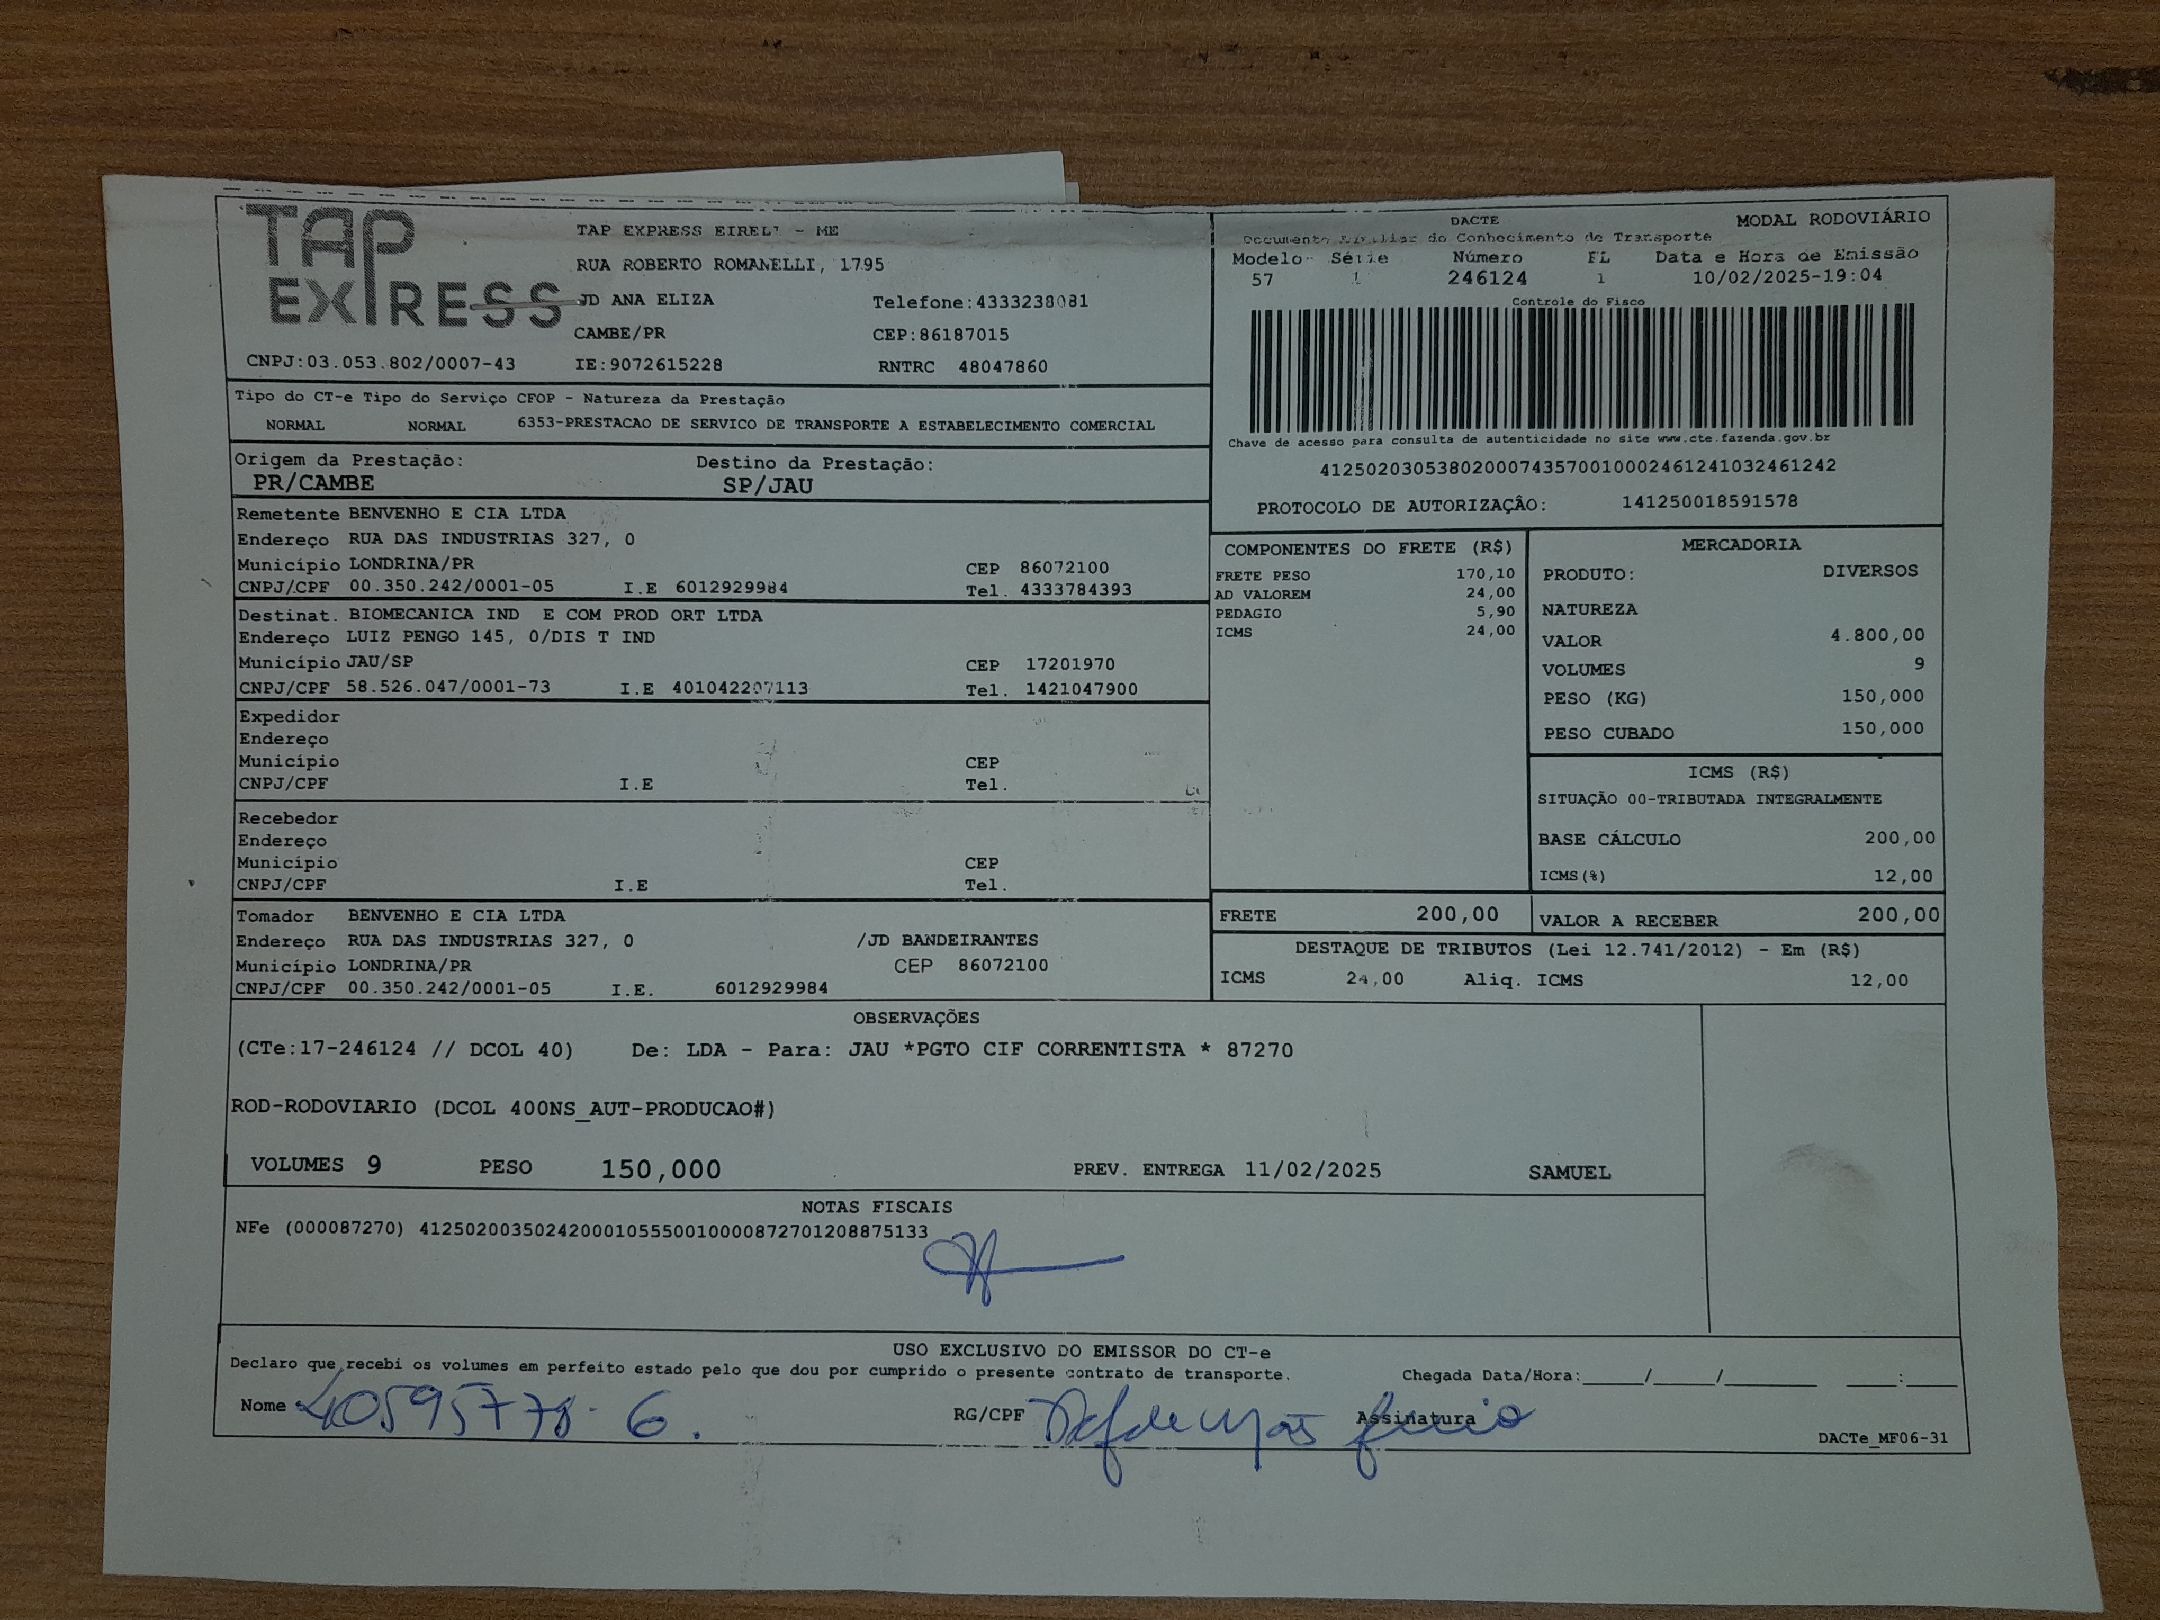 TAP EXPRESS
TAP EXPRESS EIRELI - ME
RUA ROBERTO ROMANELLI, 1795
JD ANA ELIZA Telefone:4333238081
CAMBE/PR CEP:86187015
CNPJ:03.053.802/0007-43 IE:9072615228 RNTRC 48047860
DACTE MODAL RODOVIÁRIO
Documento Auxiliar do Conhecimento de Transporte
Modelo Série Número FL Data e Hora de Emissão
57 1 246124 1 10/02/2025-19:04
Controle do Fisco
Chave de acesso para consulta de autenticidade no site www.cte.fazenda.gov.br
41250203053802000743570010002461241032461242
PROTOCOLO DE AUTORIZAÇÃO: 141250018591578
Tipo do CT-e Tipo do Serviço CFOP - Natureza da Prestação
NORMAL NORMAL 6353-PRESTACAO DE SERVICO DE TRANSPORTE A ESTABELECIMENTO COMERCIAL
Origem da Prestação: Destino da Prestação:
PR/CAMBE SP/JAU
Remetente BENVENHO E CIA LTDA
Endereço RUA DAS INDUSTRIAS 327, 0
Município LONDRINA/PR CEP 86072100
CNPJ/CPF 00.350.242/0001-05 I.E 6012929984 Tel. 4333784393
Destinat. BIOMECANICA IND E COM PROD ORT LTDA
Endereço LUIZ PENGO 145, 0/DIS T IND
Município JAU/SP CEP 17201970
CNPJ/CPF 58.526.047/0001-73 I.E 401042207113 Tel. 1421047900
Expedidor
Endereço
Município CEP
CNPJ/CPF I.E Tel.
Recebedor
Endereço
Município CEP
CNPJ/CPF I.E Tel.
Tomador BENVENHO E CIA LTDA
Endereço RUA DAS INDUSTRIAS 327, 0 /JD BANDEIRANTES
Município LONDRINA/PR CEP 86072100
CNPJ/CPF 00.350.242/0001-05 I.E. 6012929984
COMPONENTES DO FRETE (R$)
FRETE PESO 170,10
AD VALOREM 24,00
PEDAGIO 5,90
ICMS 24,00
MERCADORIA
PRODUTO: DIVERSOS
NATUREZA
VALOR 4.800,00
VOLUMES 9
PESO (KG) 150,000
PESO CUBADO 150,000
ICMS (R$)
SITUAÇÃO 00-TRIBUTADA INTEGRALMENTE
BASE CÁLCULO 200,00
ICMS(%) 12,00
FRETE 200,00 VALOR A RECEBER 200,00
DESTAQUE DE TRIBUTOS (Lei 12.741/2012) - Em (R$)
ICMS 24,00 Aliq. ICMS 12,00
OBSERVAÇÕES
(CTe:17-246124 // DCOL 40) De: LDA - Para: JAU *PGTO CIF CORRENTISTA * 87270
ROD-RODOVIARIO (DCOL 400NS_AUT-PRODUCAO#)
VOLUMES 9 PESO 150,000 PREV. ENTREGA 11/02/2025 SAMUEL
NOTAS FISCAIS
NFe (000087270) 41250200350242000105550010000872701208875133
USO EXCLUSIVO DO EMISSOR DO CT-e
Declaro que recebi os volumes em perfeito estado pelo que dou por cumprido o presente contrato de transporte. Chegada Data/Hora:____/____/______ ___:___
Nome 40595778-6. RG/CPF Assinatura
DACTe_MF06-31